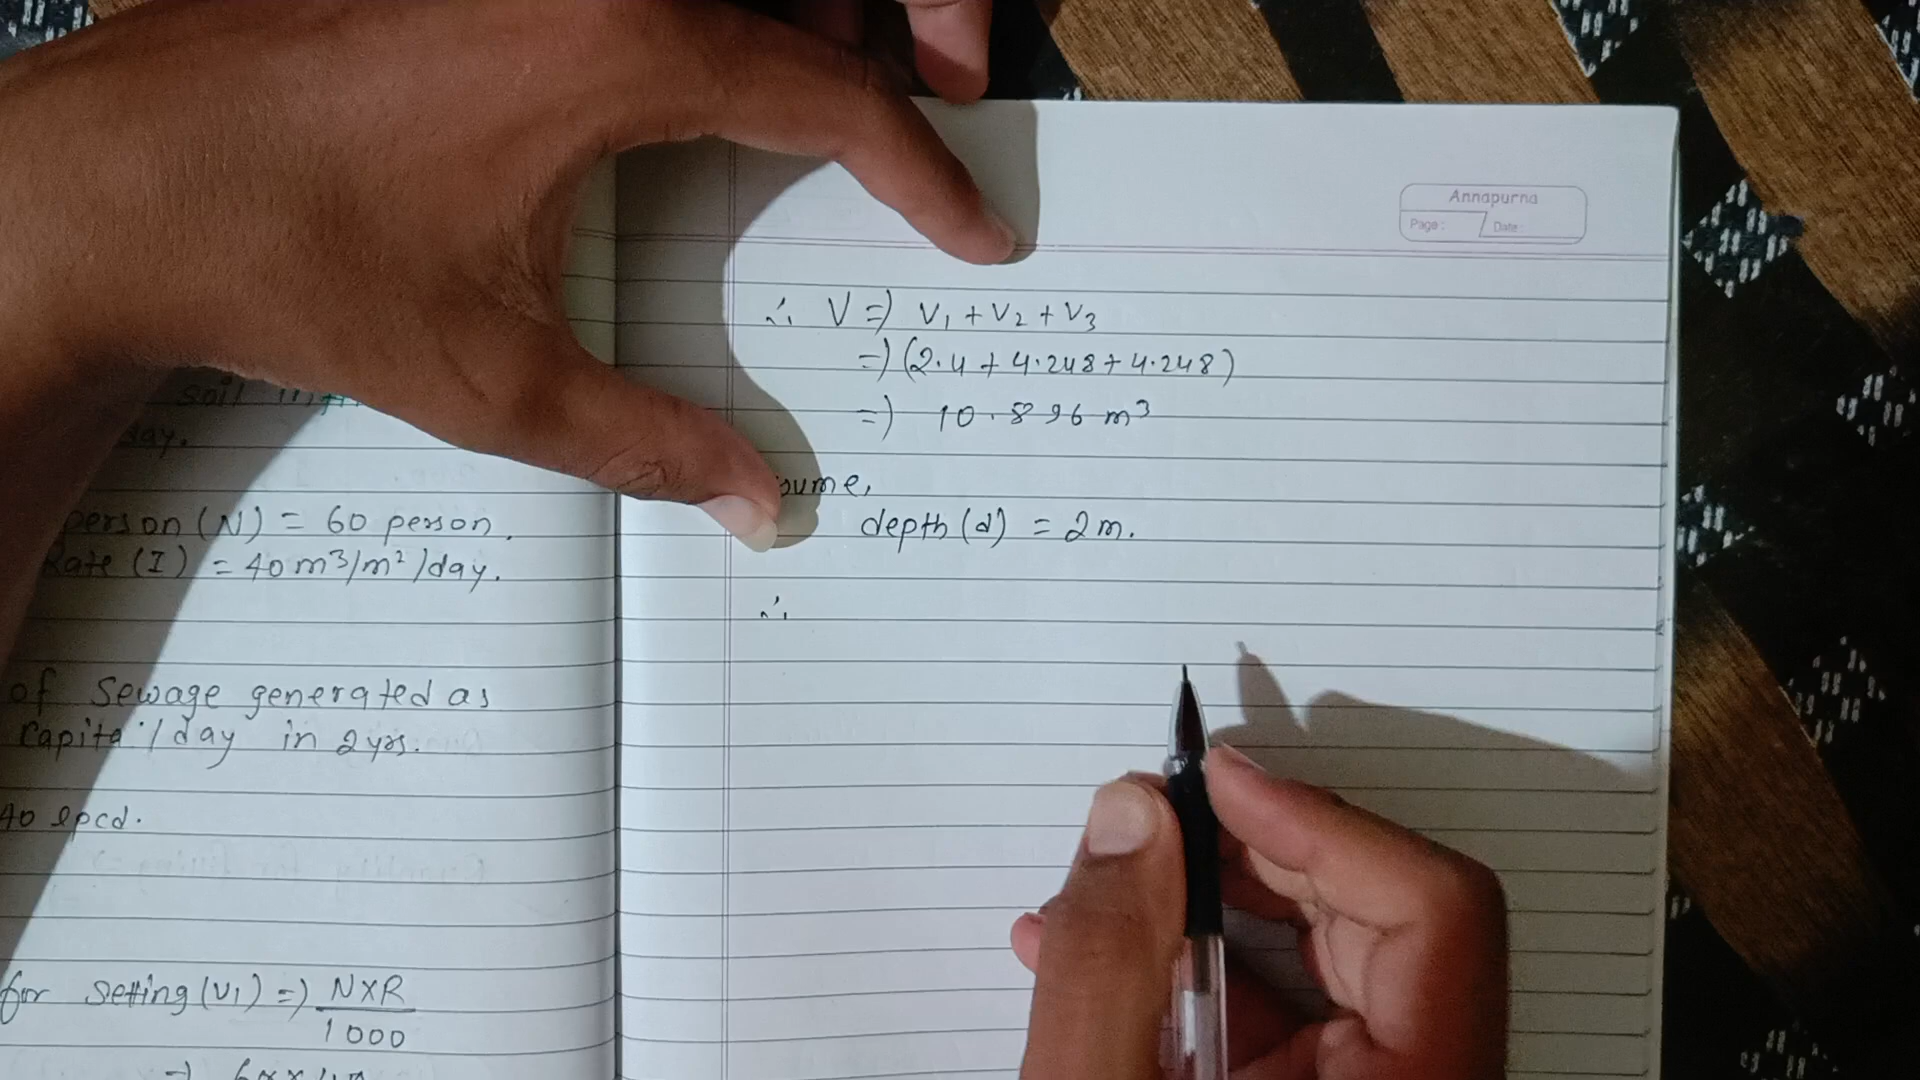 soil
day.
person (N) = 60 person.
Rate (I) = 40 m³/m²/day.
of sewage generated as
capita/day in 2yrs.
40 lpcd.
for setting (V1) =) NXR
1000
Annapurna
Page: Date:
∴ V =) V₁ + V₂ + V₃
=) (2.4 + 4.248 + 4.248)
=) 10.896 m³
sume,
depth (d) = 2m.
∴